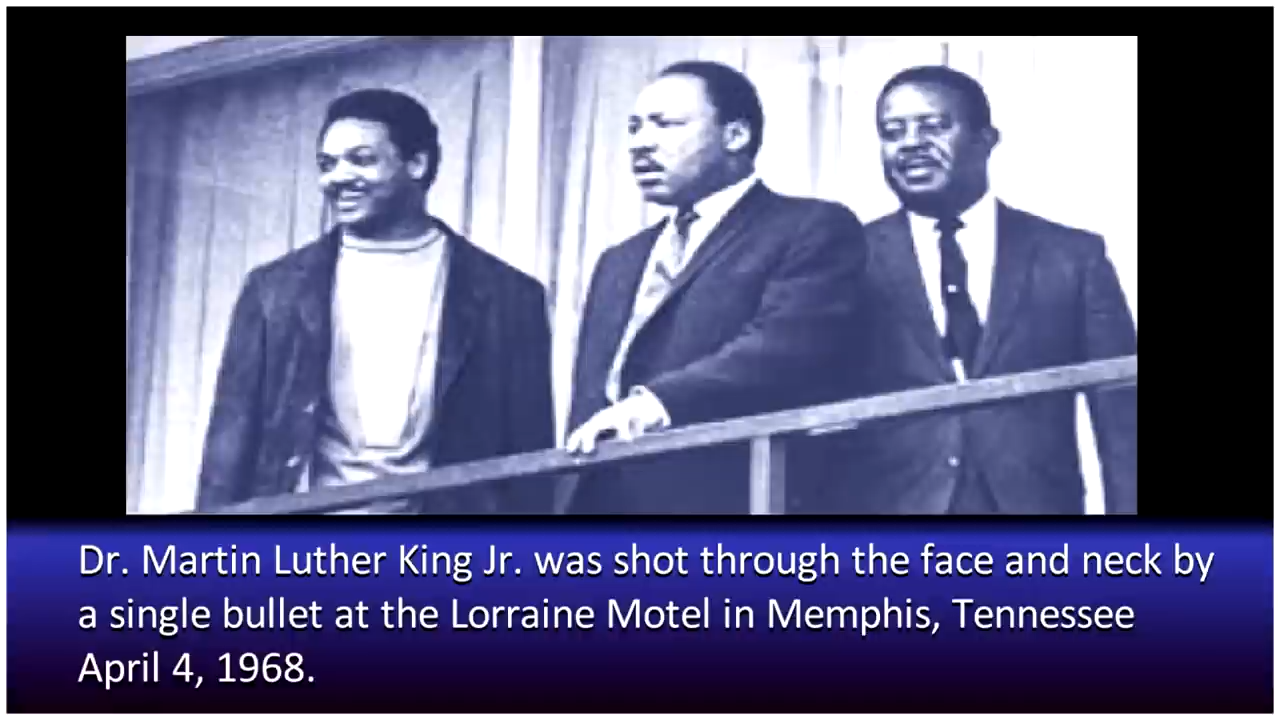 Dr. Martin Luther King Jr. was shot through the face and neck by
a single bullet at the Lorraine Motel in Memphis, Tennessee
April 4, 1968.